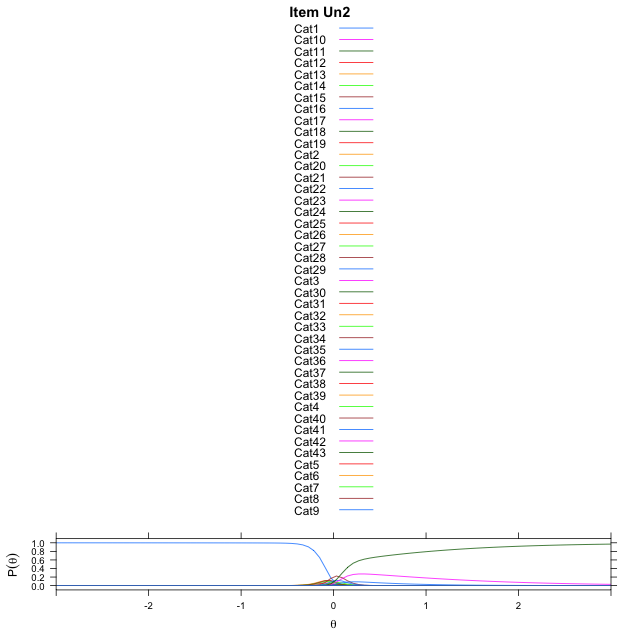 Item Un2
Cat1
Cat10
Cat11
Cat12
Cat13
Cat14
Cat15
Cat16
Cat17
Cat18
Cat19
Cat2
Cat20
Cat21
Cat22
Cat23
Cat24
Cat25
Cat26
Cat27
Cat28
Cat29
Cat3
Cat30
Cat31
Cat32
Cat33
Cat34
Cat35
Cat36
Cat37
Cat38
Cat39
Cat4
Cat40
Cat41
Cat42
Cat43
Cat5
Cat6
Cat7
Cat8
Cat9
P(θ)
1.0
0.8
0.6
0.4
0.2
0.0
-2 -1 0 1 2
θ